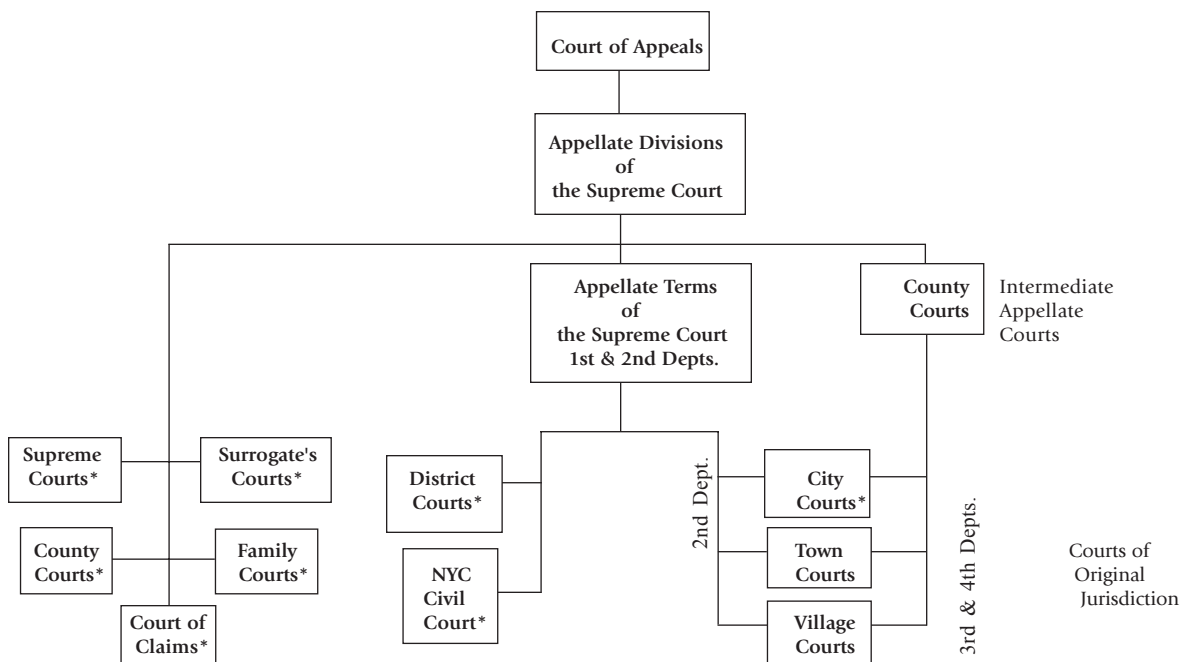 Court of Appeals
Appellate Divisions
of
the Supreme Court
Appellate Terms
of
the Supreme Court
1st & 2nd Depts.
County
Courts
Intermediate
Appellate
Courts
Supreme
Courts*
Surrogate's
Courts*
County
Courts*
Family
Courts*
Court of
Claims*
District
Courts*
NYC
Civil
Court*
2nd Dept.
City
Courts*
Town
Courts
Village
Courts
3rd & 4th Depts.
Courts of
Original
Jurisdiction